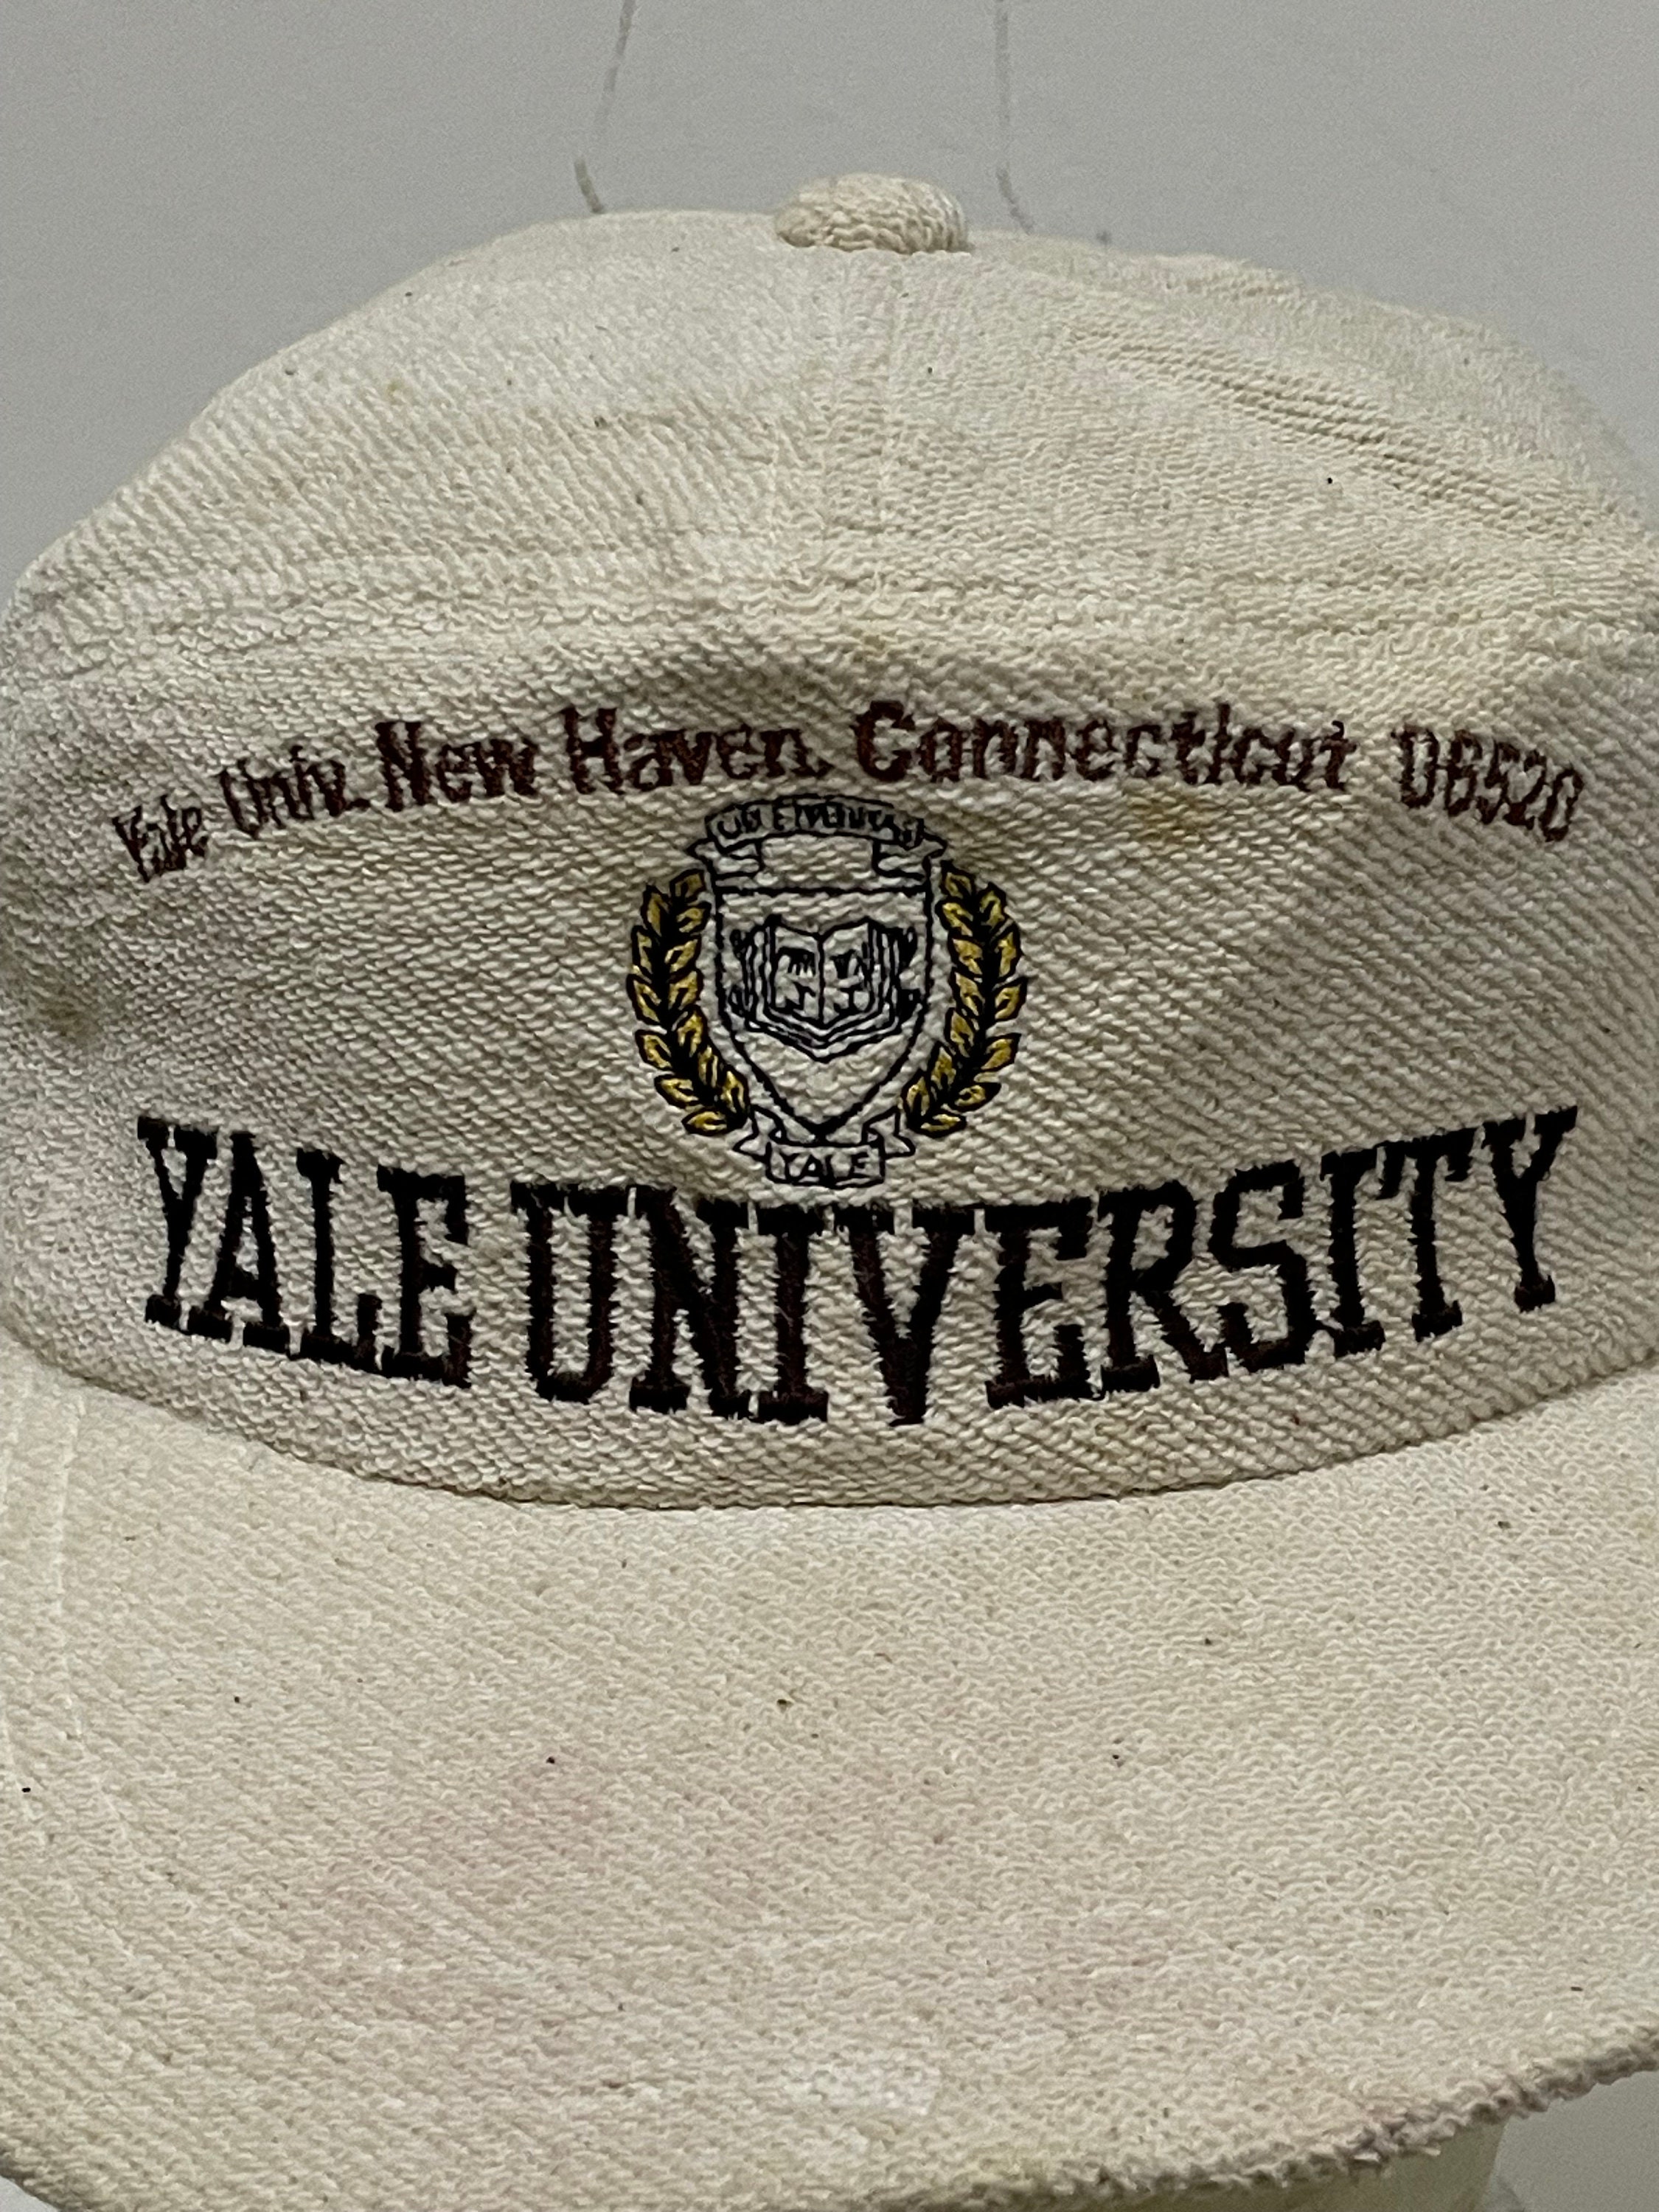 Yale Univ. New Haven, Connecticut 06520
YALE
YALE UNIVERSITY